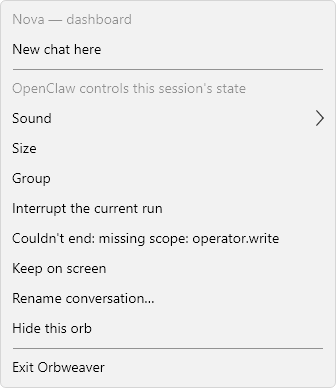 Nova — dashboard
New chat here
OpenClaw controls this session's state
Sound
Size
Group
Interrupt the current run
Couldn't end: missing scope: operator.write
Keep on screen
Rename conversation...
Hide this orb
Exit Orbweaver